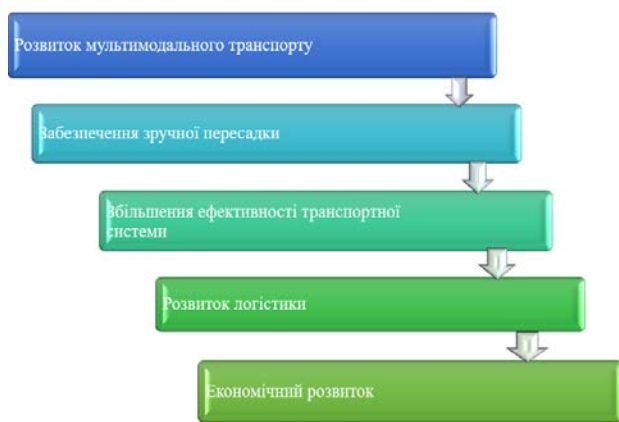 Розвиток мультимодального транспорту
Забезпечення зручної пересадки
Збільшення ефективності транспортної
системи
Розвиток логістики
Економічний розвиток